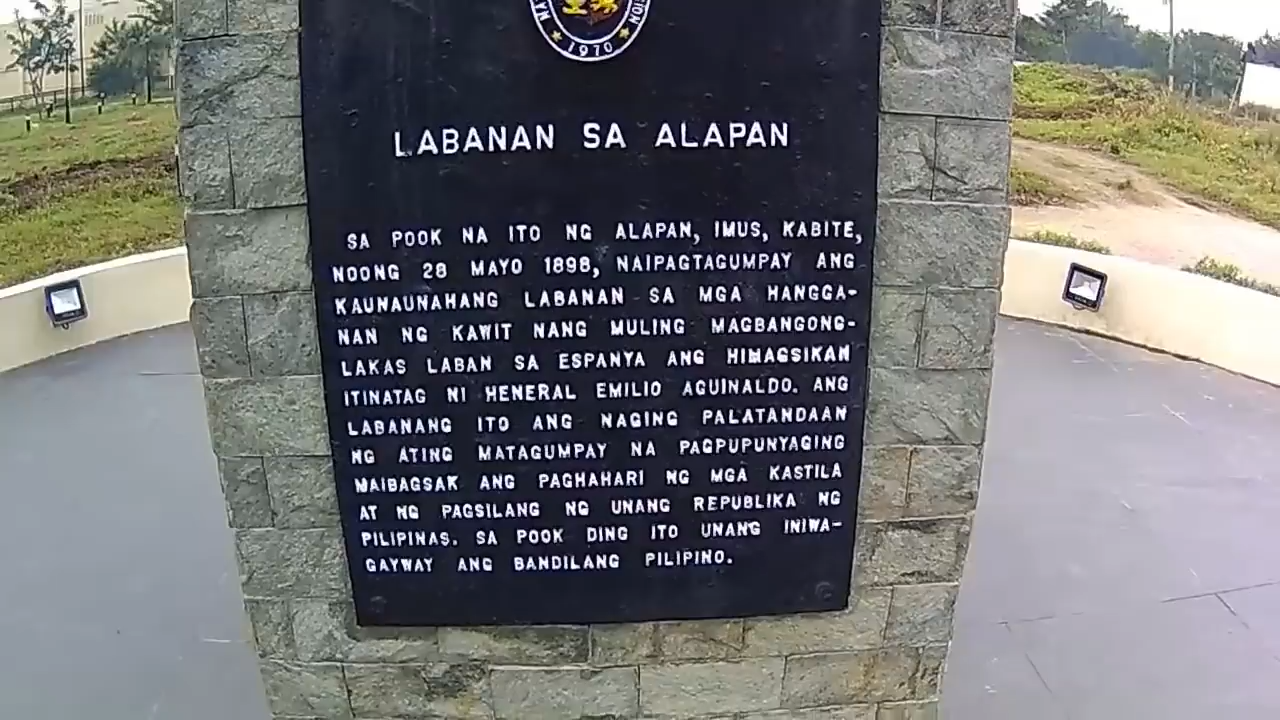 1970
LABANAN SA ALAPAN
SA POOK NA ITO NG ALAPAN, IMUS, KABITE,
NOONG 28 MAYO 1898, NAIPAGTAGUMPAY ANG
KAUNAUNAHANG LABANAN SA MGA HANGGA-
NAN NG KAWIT NANG MULING MAGBANGONG-
LAKAS LABAN SA ESPANYA ANG HIMAGSIKAN
ITINATAG NI HENERAL EMILIO AGUINALDO. ANG
LABANANG ITO ANG NAGING PALATANDAAN
NG ATING MATAGUMPAY NA PAGPUPUNYAGING
MAIBAGSAK ANG PAGHAHARI NG MGA KASTILA
AT NG PAGSILANG NG UNANG REPUBLIKA NG
PILIPINAS. SA POOK DING ITO UNANG INIWA-
GAYWAY ANG BANDILANG PILIPINO.